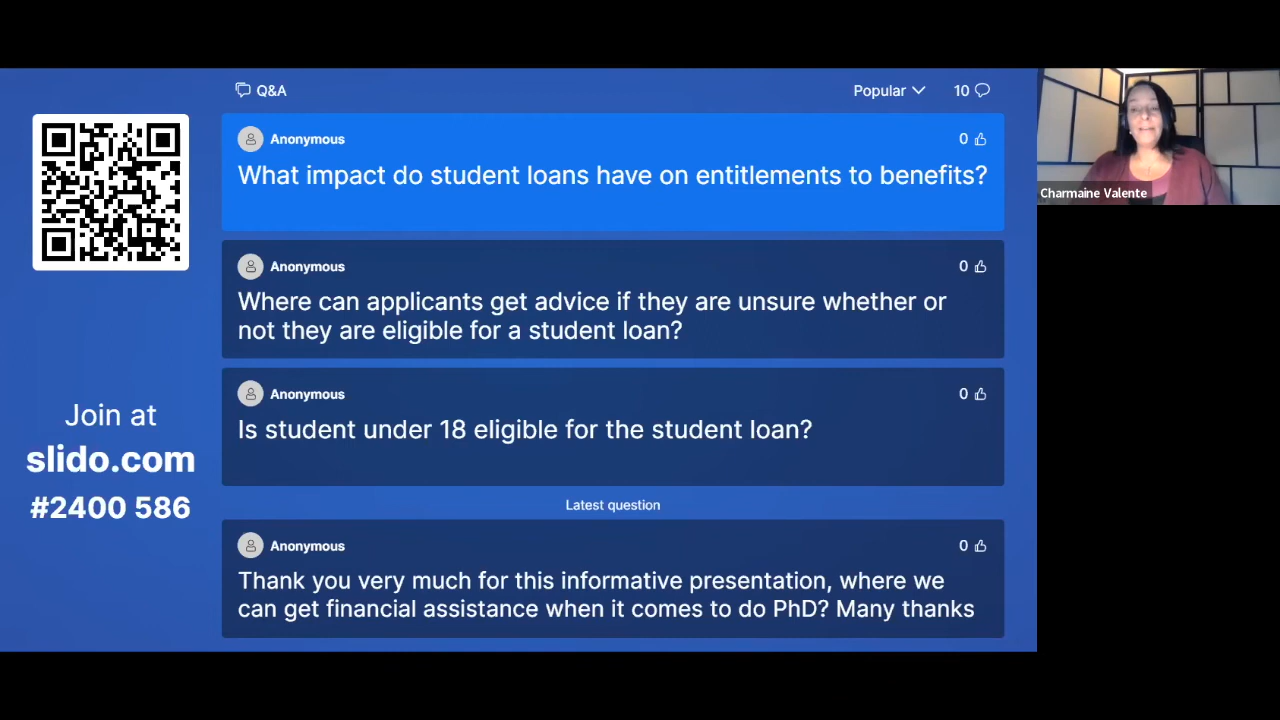 Q&A
Popular
10
Anonymous
0
What impact do student loans have on entitlements to benefits?
Anonymous
0
Where can applicants get advice if they are unsure whether or
not they are eligible for a student loan?
Anonymous
0
Is student under 18 eligible for the student loan?
Latest question
Anonymous
0
Thank you very much for this informative presentation, where we
can get financial assistance when it comes to do PhD? Many thanks
Join at
slido.com
#2400 586
Charmaine Valente